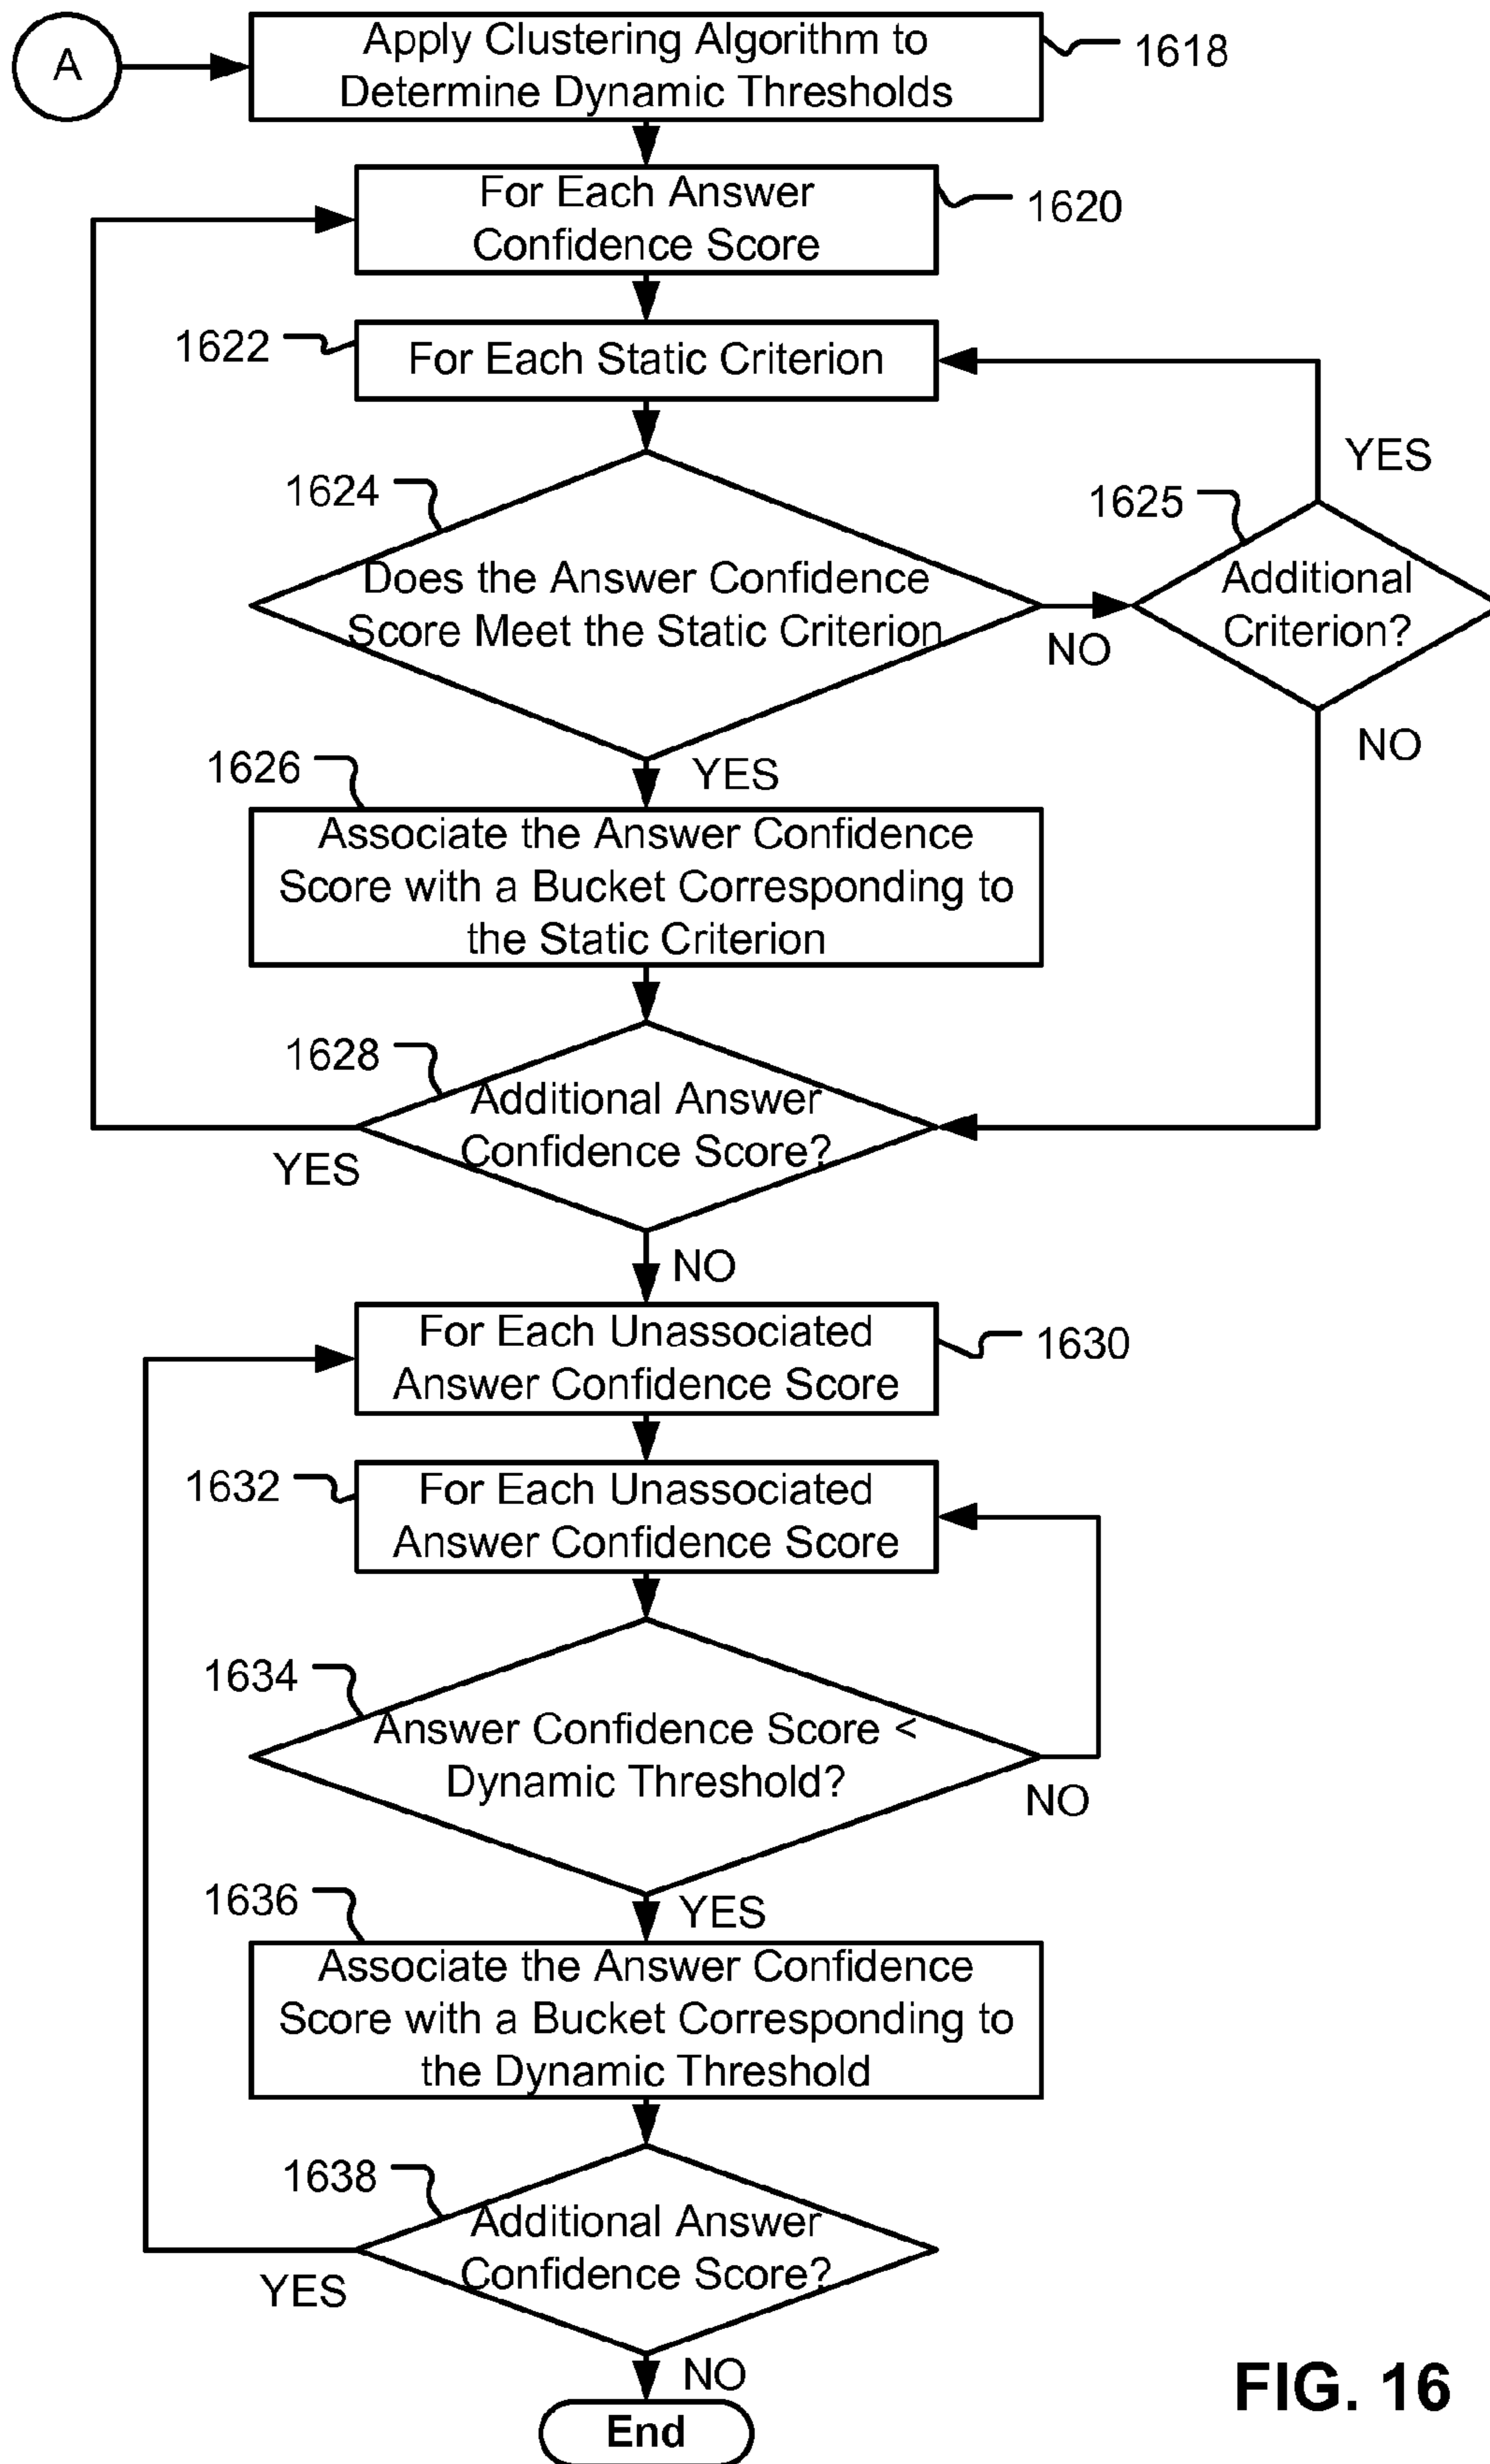 A
Apply Clustering Algorithm to
Determine Dynamic Thresholds
1618
For Each Answer
Confidence Score
1620
1622
For Each Static Criterion
YES
1624
1625
Does the Answer Confidence
Score Meet the Static Criterion
Additional
Criterion?
NO
NO
YES
1626
Associate the Answer Confidence
Score with a Bucket Corresponding to
the Static Criterion
1628
Additional Answer
Confidence Score?
YES
NO
For Each Unassociated
Answer Confidence Score
1630
1632
For Each Unassociated
Answer Confidence Score
1634
Answer Confidence Score <
Dynamic Threshold?
NO
YES
1636
Associate the Answer Confidence
Score with a Bucket Corresponding to
the Dynamic Threshold
1638
Additional Answer
Confidence Score?
YES
NO
End
FIG. 16